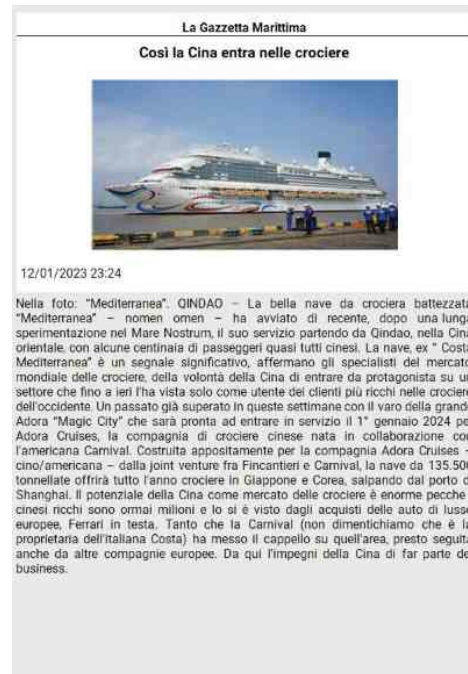 La Gazzetta Marittima
Così la Cina entra nelle crociere
12/01/2023 23:24
Nella foto: "Mediterranea". QINDAO – La bella nave da crociera battezzata
"Mediterranea" – nomen omen – ha avviato di recente, dopo una lunga
sperimentazione nel Mare Nostrum, il suo servizio partendo da Qindao, nella Cina
orientale, con alcune centinaia di passeggeri quasi tutti cinesi. La nave, ex " Costa
Mediterranea" è un segnale significativo, affermano gli specialisti del mercato
mondiale delle crociere, della volontà della Cina di entrare da protagonista su un
settore che fino a ieri l'ha vista solo come utente dei clienti più ricchi nelle crociere
dell'occidente. Un passato già superato in queste settimane con il varo della grande
Adora "Magic City" che sarà pronta ad entrare in servizio il 1° gennaio 2024 per
Adora Cruises, la compagnia di crociere cinese nata in collaborazione con
l'americana Carnival. Costruita appositamente per la compagnia Adora Cruises –
cino/americana – dalla joint venture fra Fincantieri e Carnival, la nave da 135.500
tonnellate offrirà tutto l'anno crociere in Giappone e Corea, salpando dal porto di
Shanghai. Il potenziale della Cina come mercato delle crociere è enorme pecche i
cinesi ricchi sono ormai milioni e lo si è visto dagli acquisti delle auto di lusso
europee, Ferrari in testa. Tanto che la Carnival (non dimentichiamo che è la
proprietaria dell'italiana Costa) ha messo il cappello su quell'area, presto seguita
anche da altre compagnie europee. Da qui l'impegni della Cina di far parte del
business.